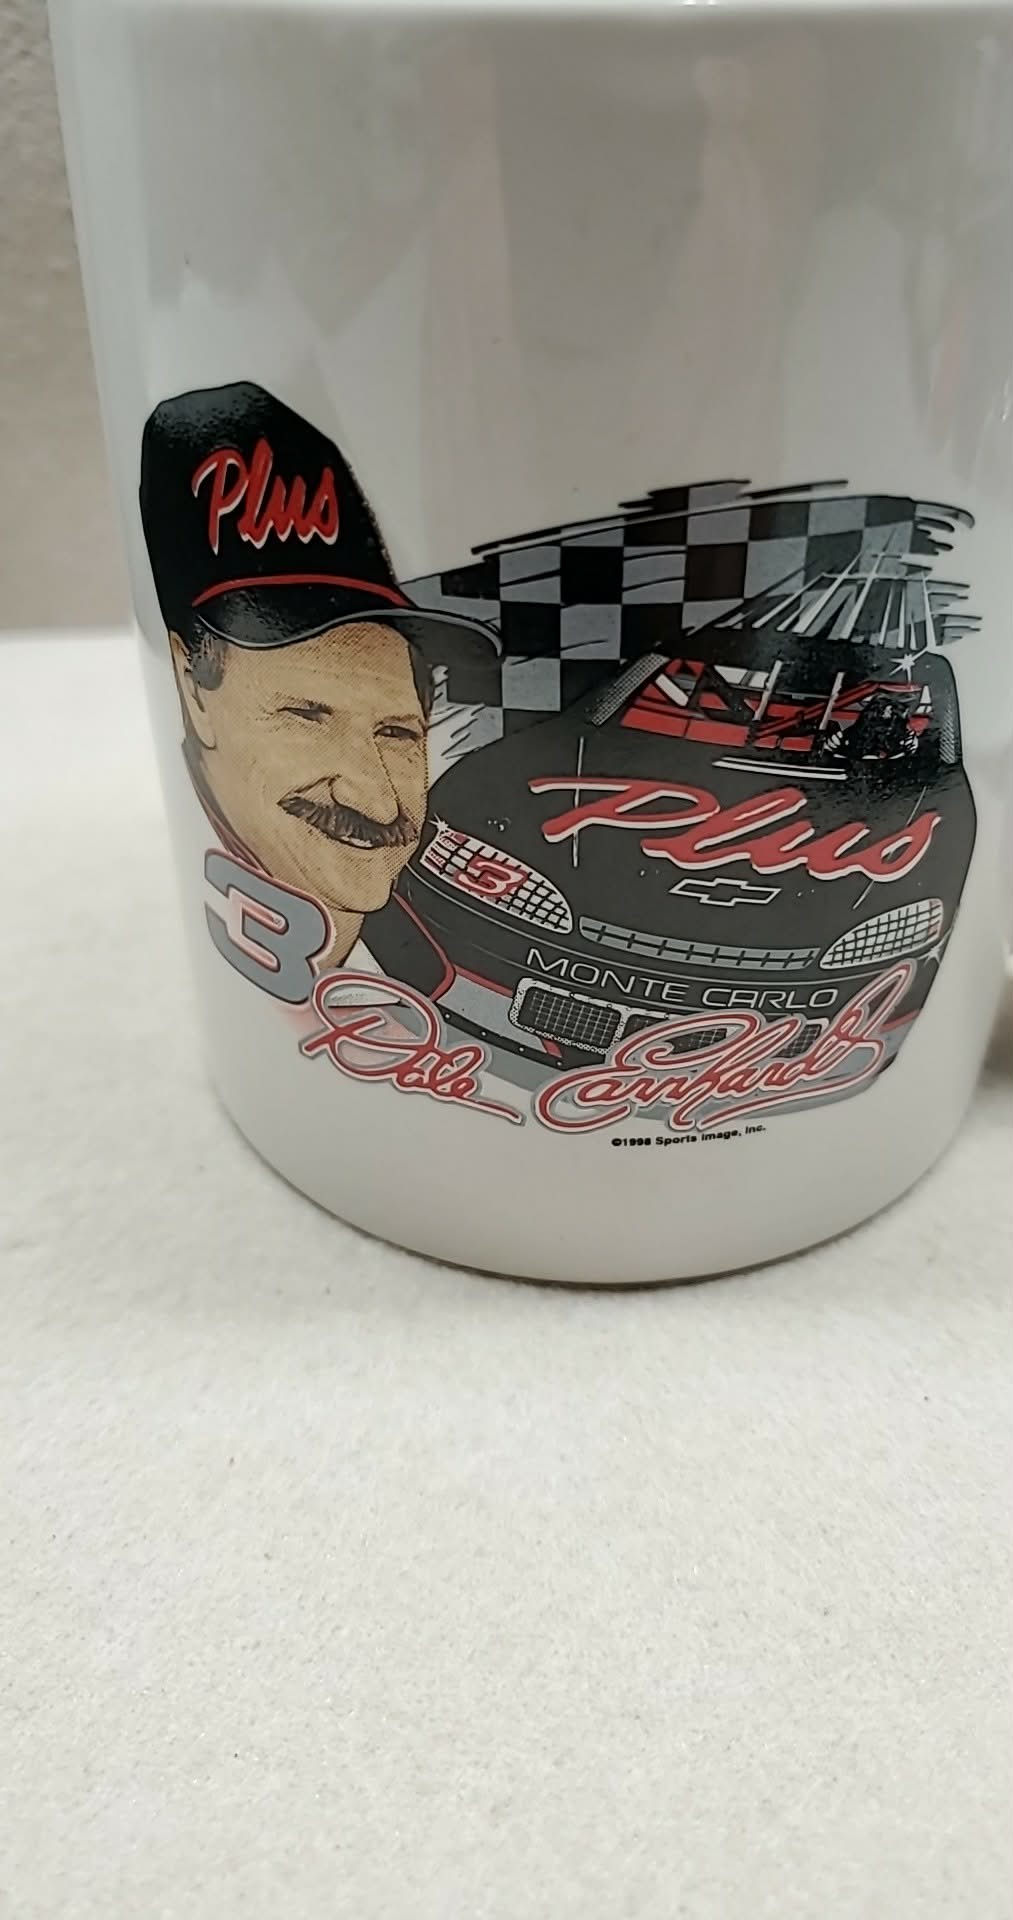 Plus
Plus
3
3
MONTE CARLO
Dale Earnhardt
©1998 Sports Image, Inc.